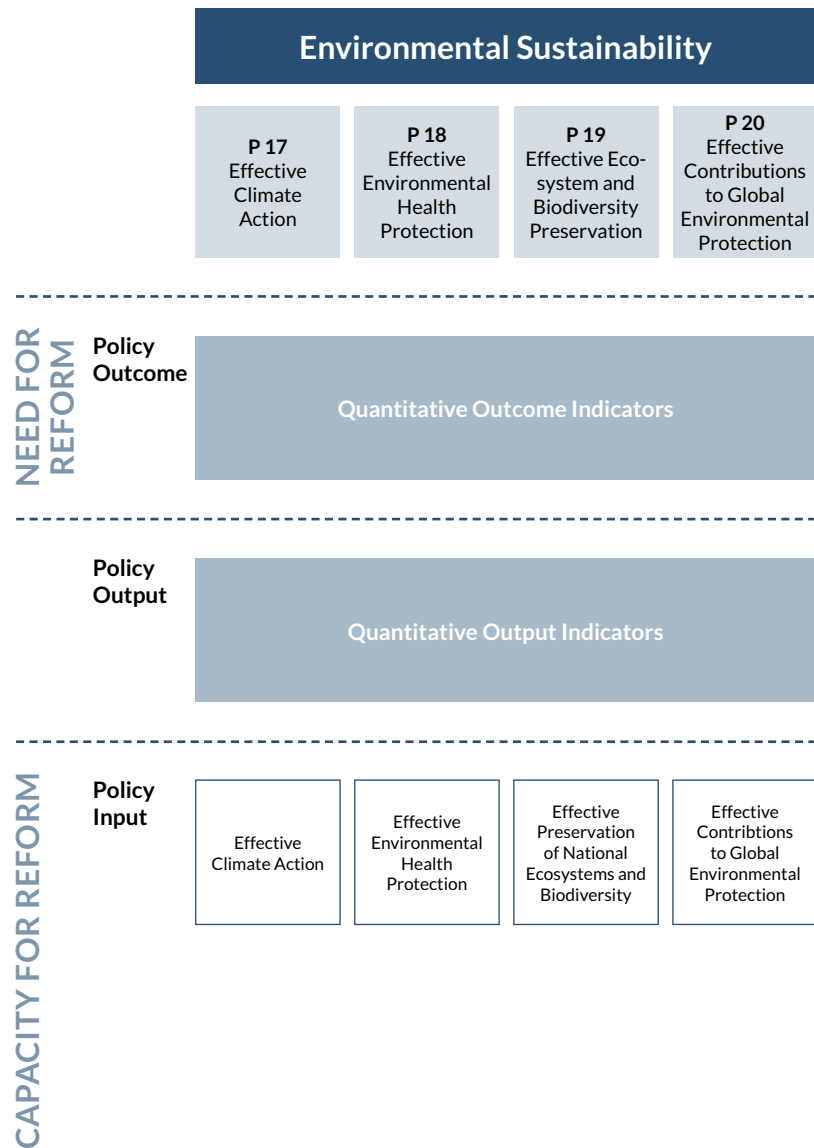 Environmental Sustainability
P 17
Effective
Climate
Action
P 18
Effective
Environmental
Health
Protection
P 19
Effective Eco-
system and
Biodiversity
Preservation
P 20
Effective
Contributions
to Global
Environmental
Protection
NEED FOR
REFORM
Policy
Outcome
Quantitative Outcome Indicators
Policy
Output
Quantitative Output Indicators
CAPACITY FOR REFORM
Policy
Input
Effective
Climate Action
Effective
Environmental
Health
Protection
Effective
Preservation
of National
Ecosystems and
Biodiversity
Effective
Contribtions
to Global
Environmental
Protection